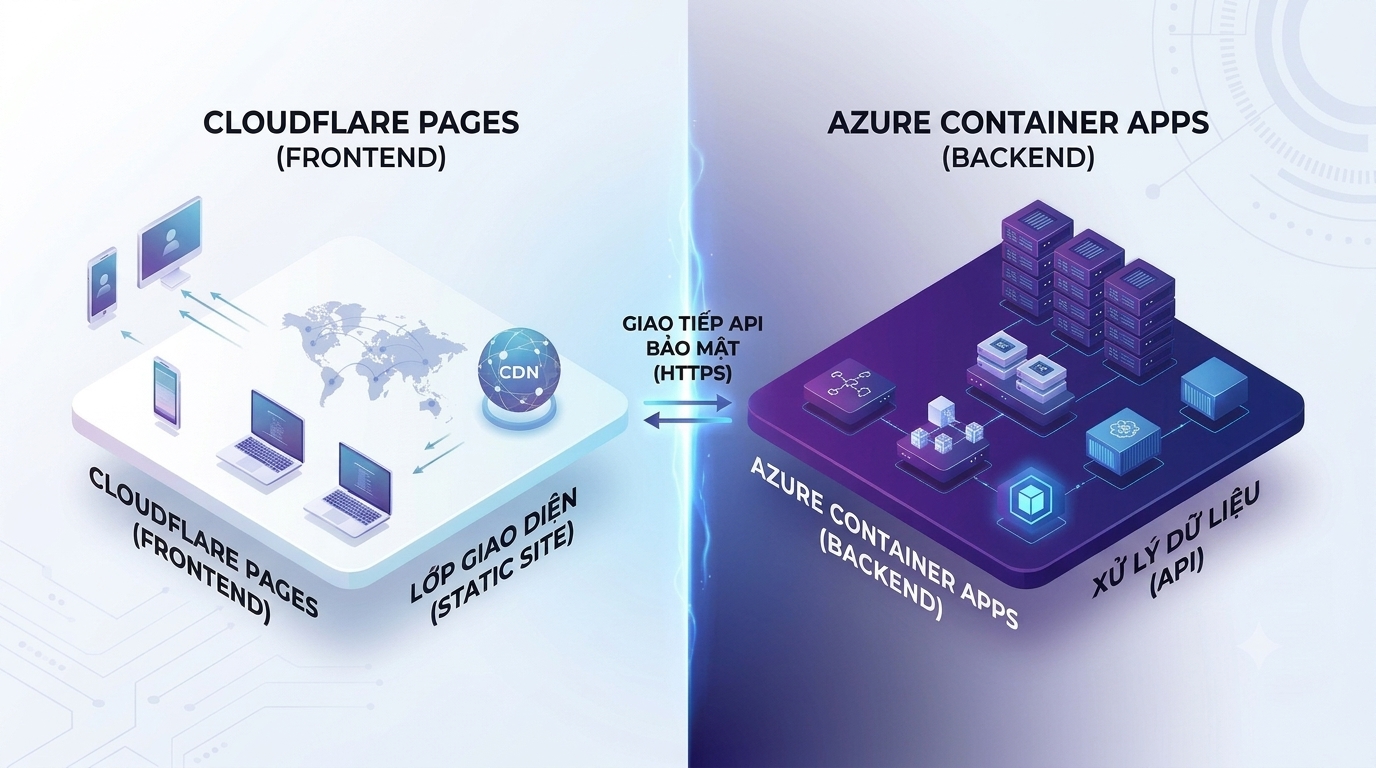 CLOUDFLARE PAGES
(FRONTEND)
AZURE CONTAINER APPS
(BACKEND)
GIAO TIẾP API
BẢO MẬT
(HTTPS)
CDN
CLOUDFLARE PAGES
(FRONTEND)
LỚP GIAO DIỆN
(STATIC SITE)
AZURE CONTAINER APPS
(BACKEND)
XỬ LÝ DỮ LIỆU
(API)